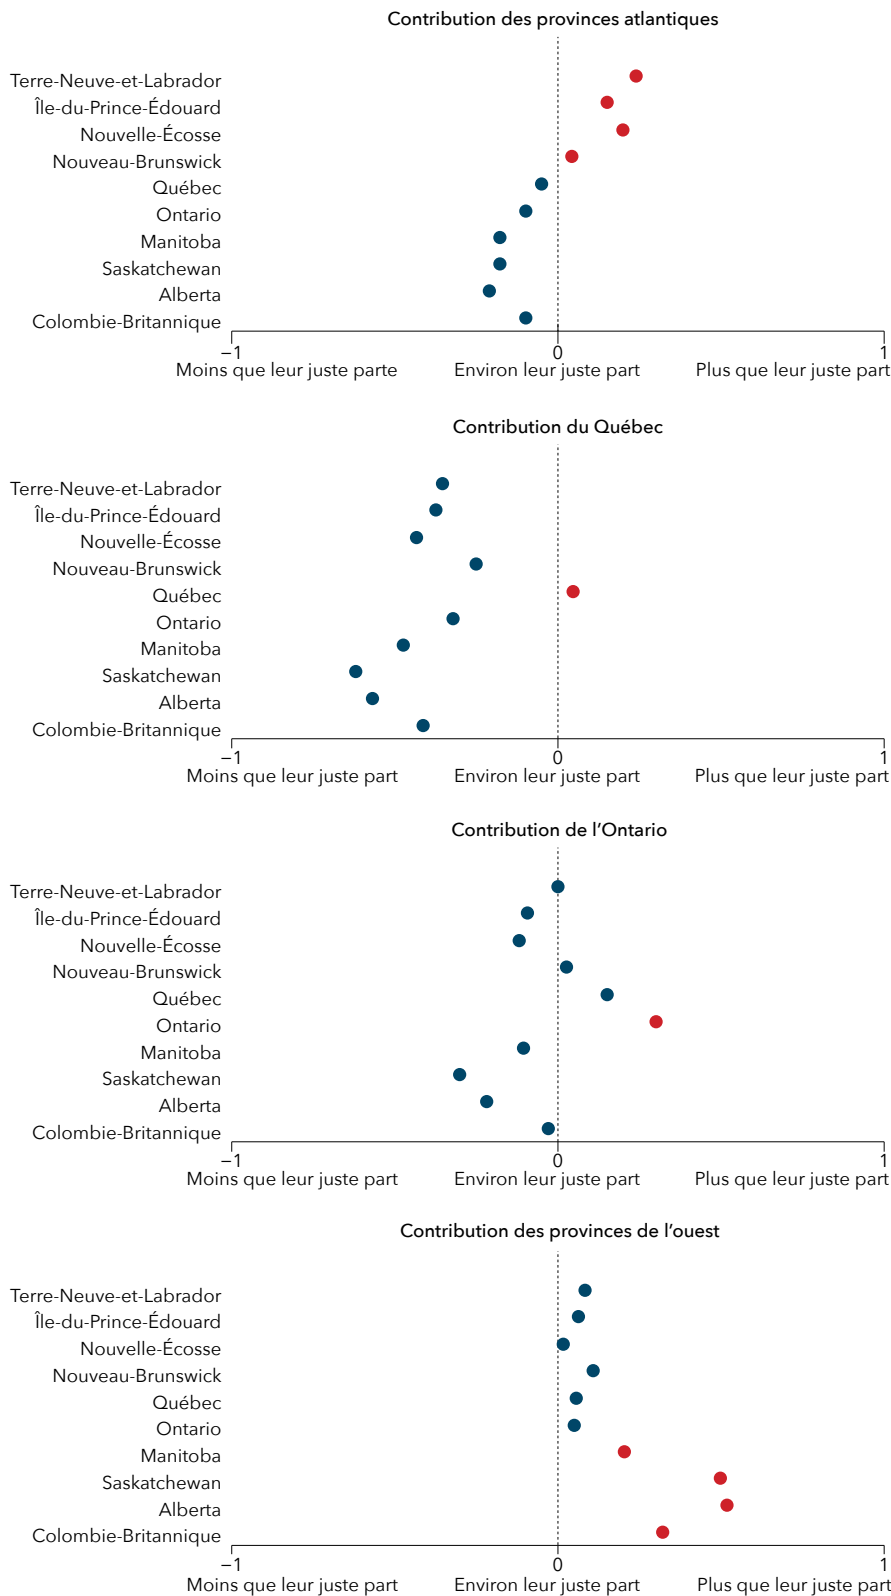 Contribution des provinces atlantiques
Terre-Neuve-et-Labrador
Île-du-Prince-Édouard
Nouvelle-Écosse
Nouveau-Brunswick
Québec
Ontario
Manitoba
Saskatchewan
Alberta
Colombie-Britannique
−1 0 1
Moins que leur juste parte Environ leur juste part Plus que leur juste part
Contribution du Québec
Terre-Neuve-et-Labrador
Île-du-Prince-Édouard
Nouvelle-Écosse
Nouveau-Brunswick
Québec
Ontario
Manitoba
Saskatchewan
Alberta
Colombie-Britannique
−1 0 1
Moins que leur juste part Environ leur juste part Plus que leur juste part
Contribution de l’Ontario
Terre-Neuve-et-Labrador
Île-du-Prince-Édouard
Nouvelle-Écosse
Nouveau-Brunswick
Québec
Ontario
Manitoba
Saskatchewan
Alberta
Colombie-Britannique
−1 0 1
Moins que leur juste part Environ leur juste part Plus que leur juste part
Contribution des provinces de l’ouest
Terre-Neuve-et-Labrador
Île-du-Prince-Édouard
Nouvelle-Écosse
Nouveau-Brunswick
Québec
Ontario
Manitoba
Saskatchewan
Alberta
Colombie-Britannique
−1 0 1
Moins que leur juste part Environ leur juste part Plus que leur juste part